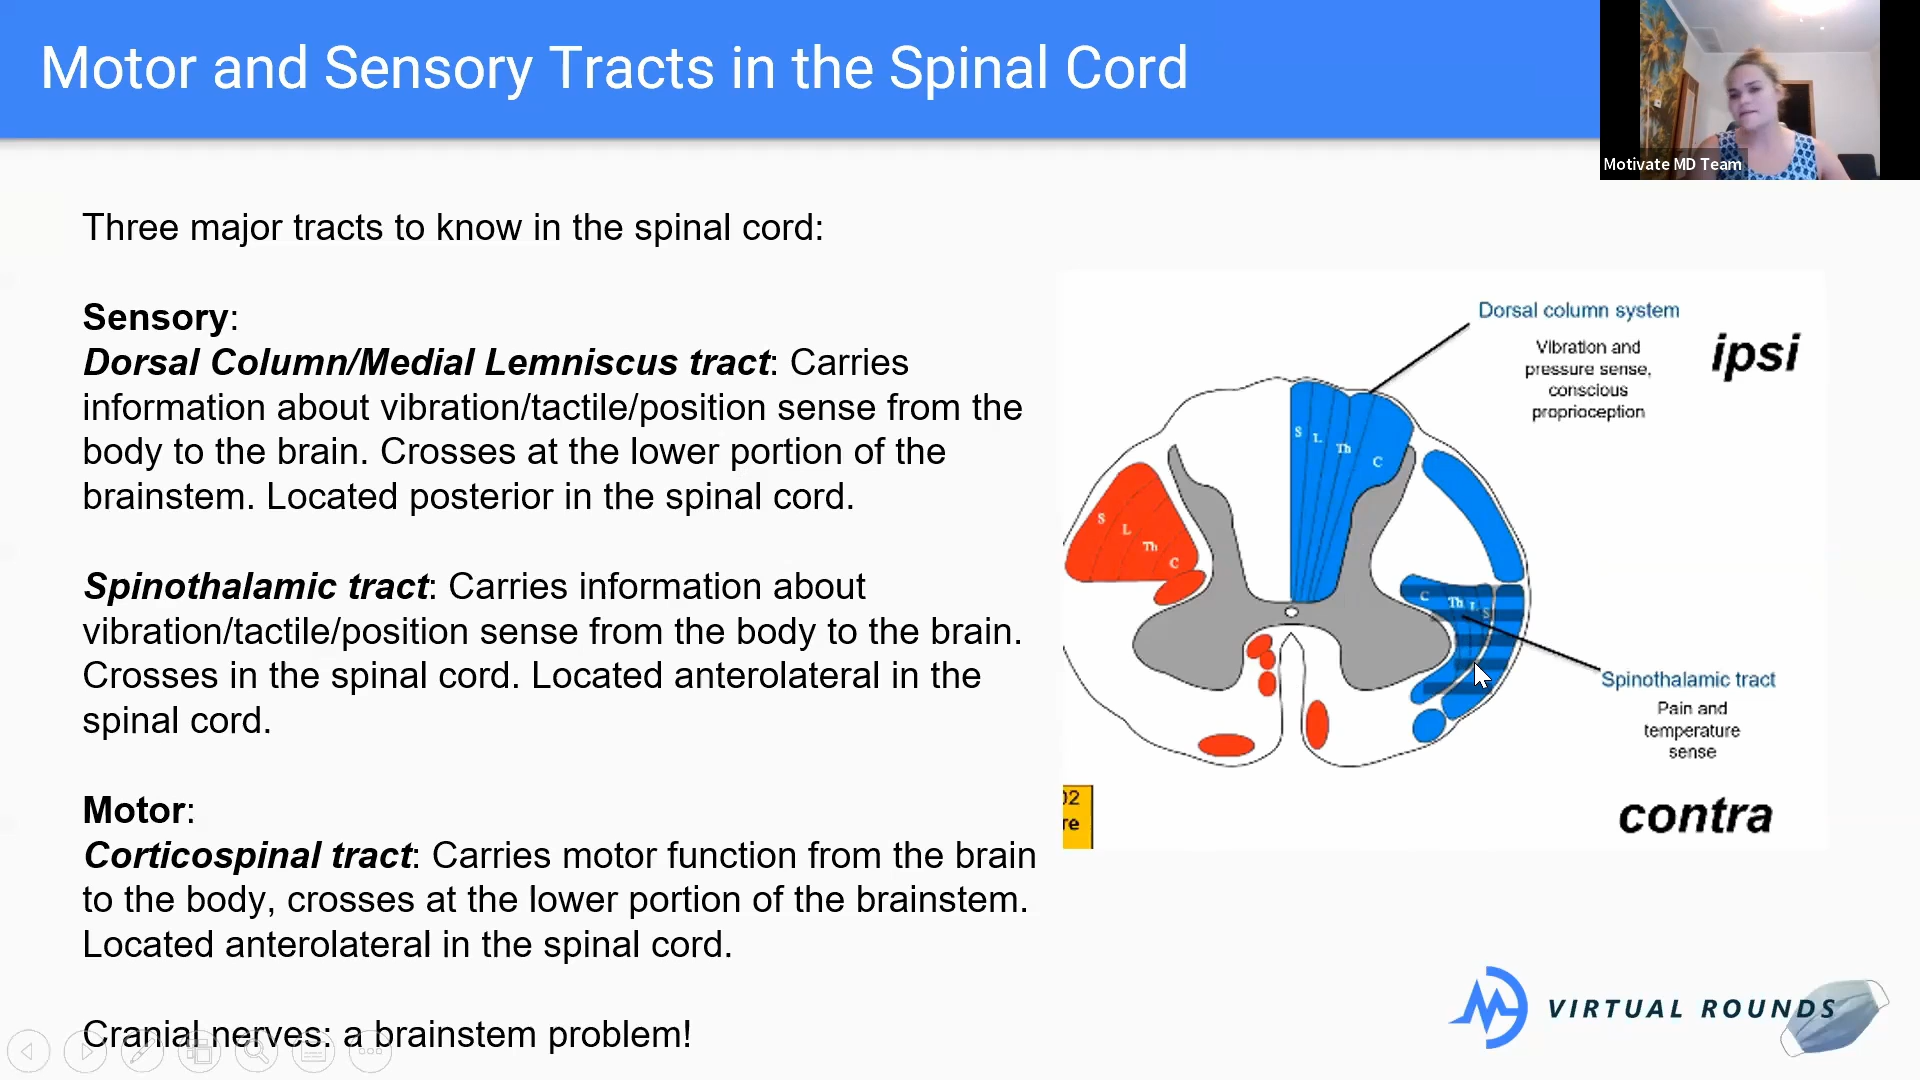 Motor and Sensory Tracts in the Spinal Cord
Motivate MD Team
Three major tracts to know in the spinal cord:
Sensory:
Dorsal Column/Medial Lemniscus tract: Carries
information about vibration/tactile/position sense from the
body to the brain. Crosses at the lower portion of the
brainstem. Located posterior in the spinal cord.
Spinothalamic tract: Carries information about
vibration/tactile/position sense from the body to the brain.
Crosses in the spinal cord. Located anterolateral in the
spinal cord.
Motor:
Corticospinal tract: Carries motor function from the brain
to the body, crosses at the lower portion of the brainstem.
Located anterolateral in the spinal cord.
Cranial nerves: a brainstem problem!
Dorsal column system
Vibration and
pressure sense,
conscious
proprioception
ipsi
S L Th C
S L Th C
C Th L S
Spinothalamic tract
Pain and
temperature
sense
contra
02
re
VIRTUAL ROUNDS